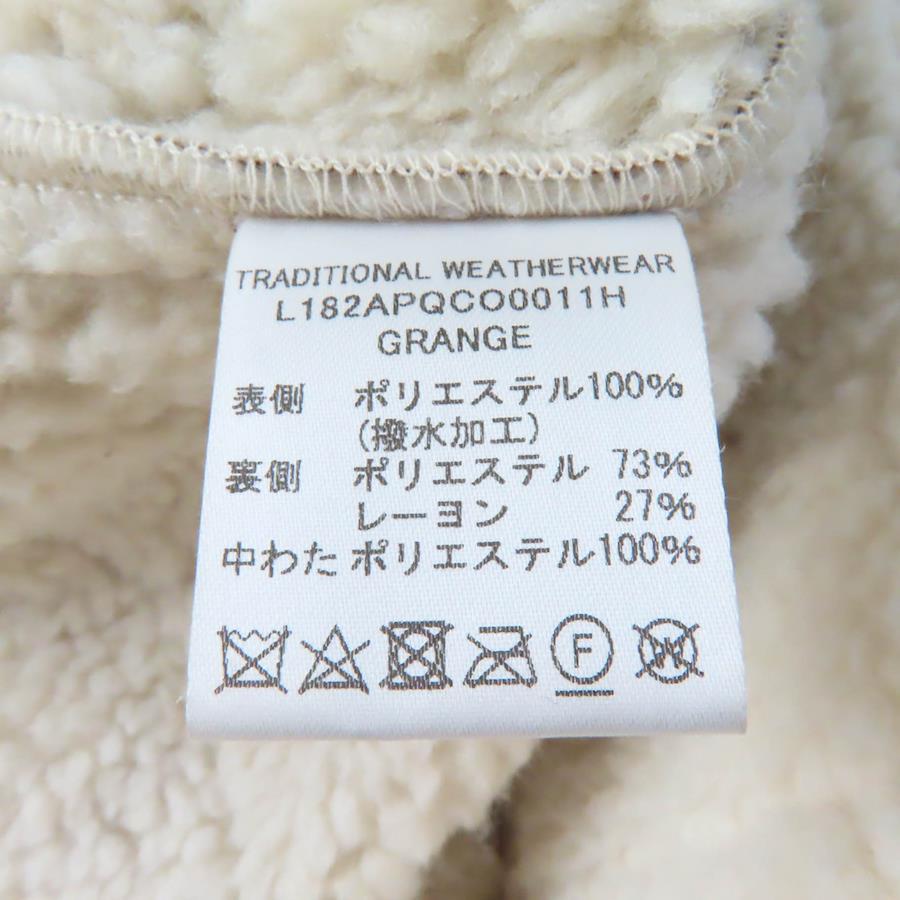 TRADITIONAL WEATHERWEAR
L182APQCO0011H
GRANGE
表側 ポリエステル100%
(撥水加工)
裏側 ポリエステル 73%
レーヨン 27%
中わた ポリエステル100%
F W